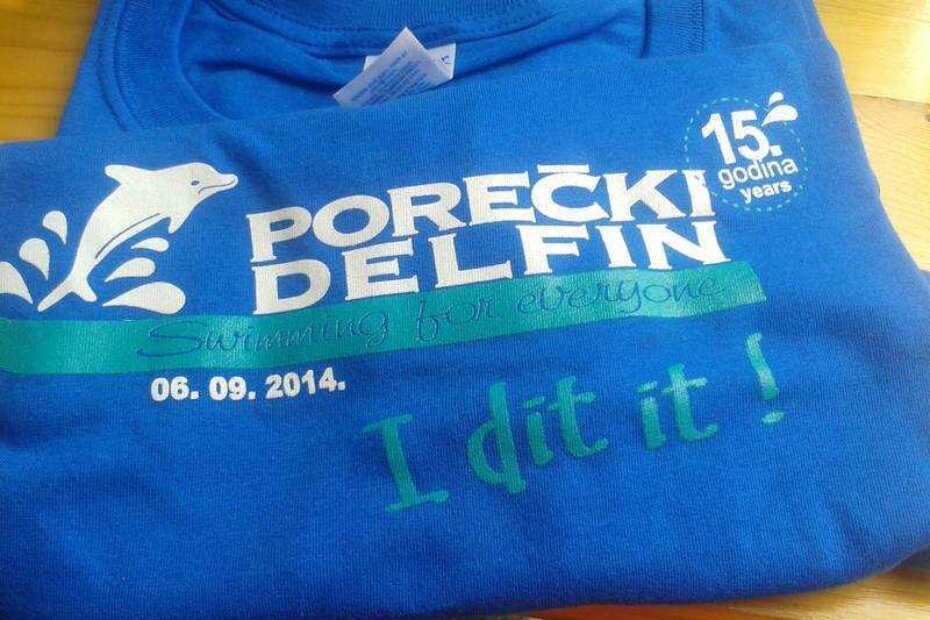 15.
godina
years
POREČKI
DELFIN
Swimming for everyone
06. 09. 2014.
I dit it !